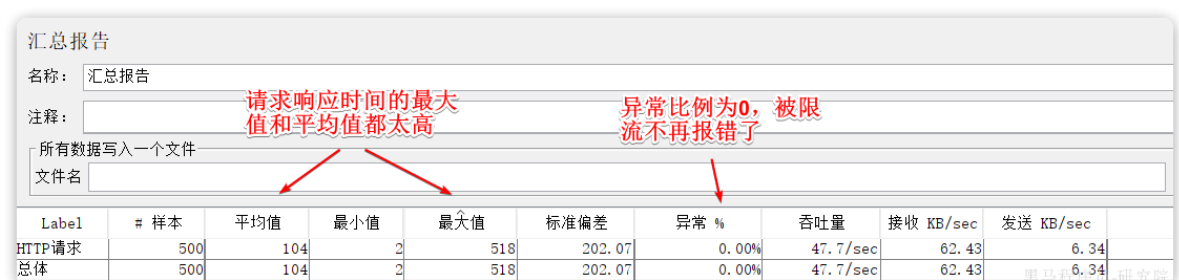 汇总报告
名称： 汇总报告
请求响应时间的最大
值和平均值都太高
异常比例为0，被限
流不再报错了
注释：
所有数据写入一个文件
文件名
Label # 样本 平均值 最小值 最大值 标准偏差 异常 % 吞吐量 接收 KB/sec 发送 KB/sec
HTTP请求 500 104 2 518 202.07 0.00% 47.7/sec 62.43 6.34
总体 500 104 2 518 202.07 0.00% 47.7/sec 62.43 6.34